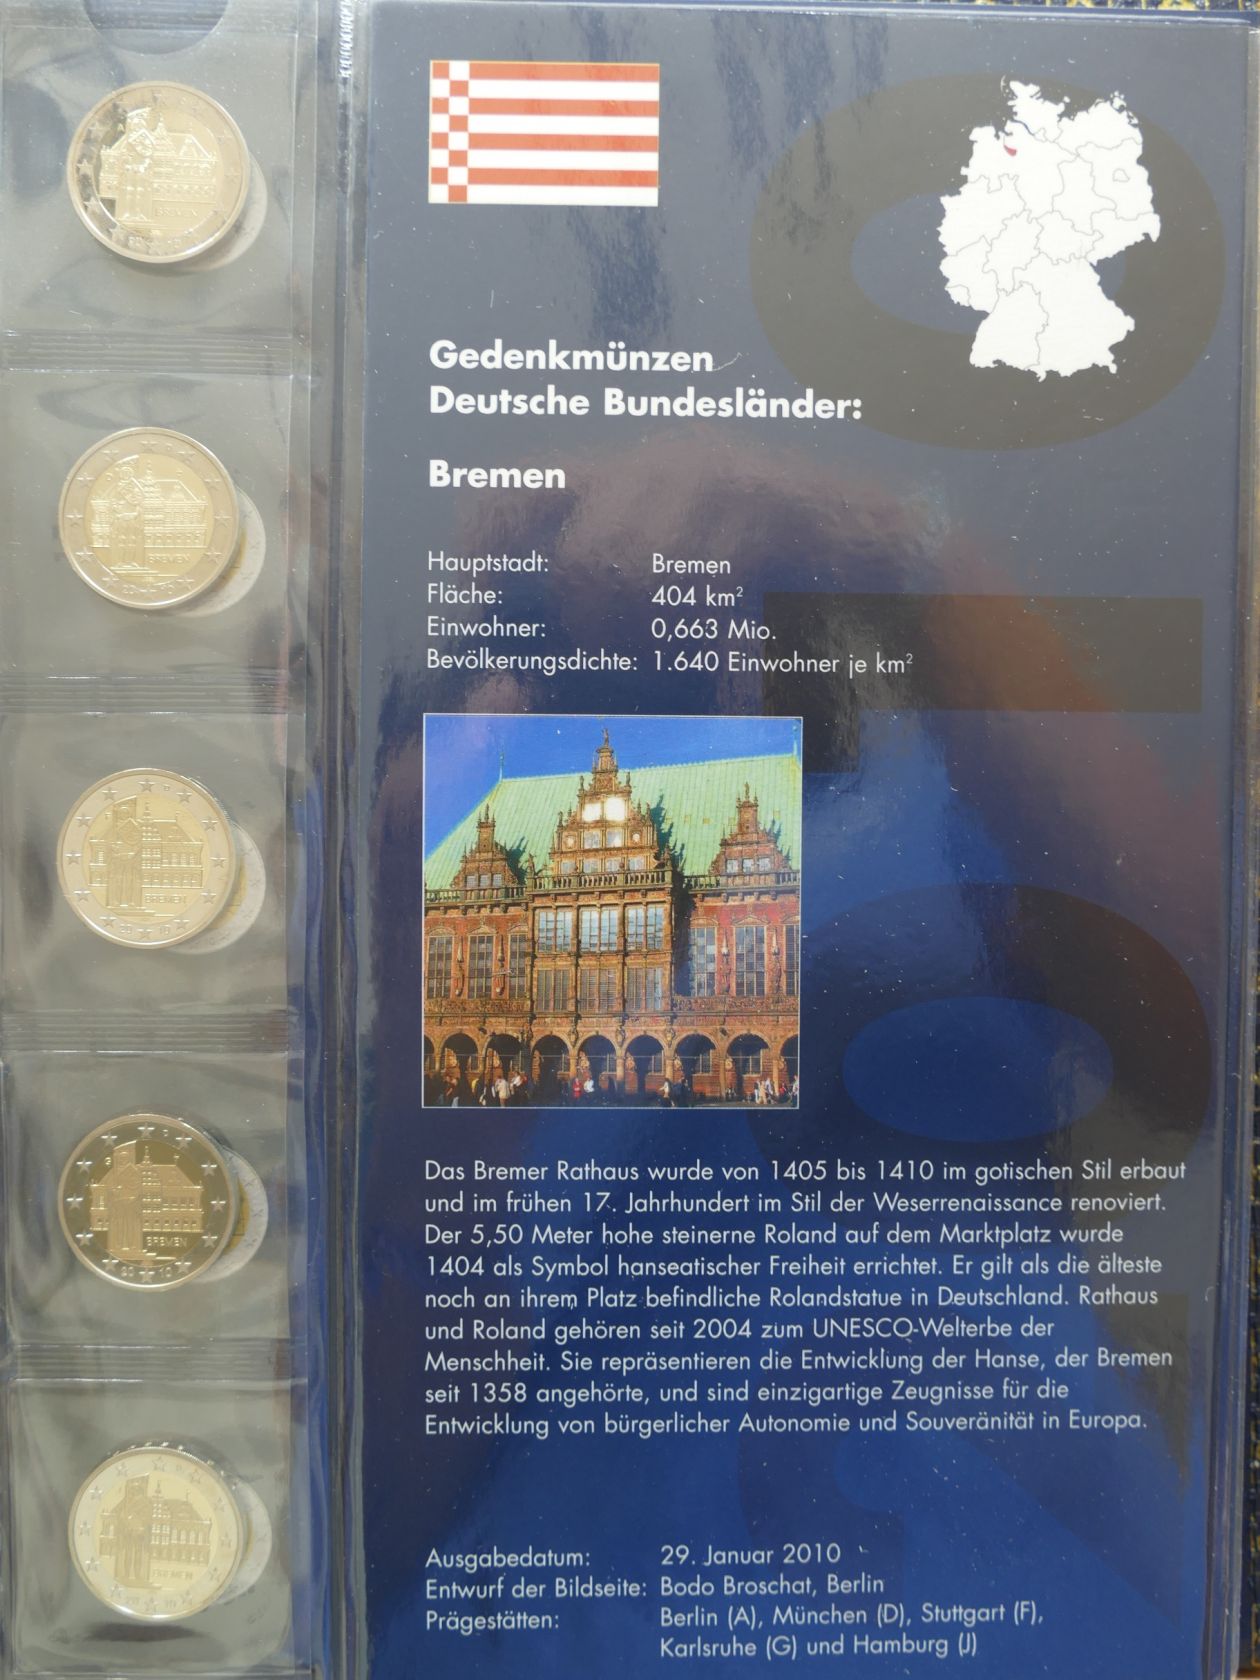 Gedenkmünzen
Deutsche Bundesländer:
Bremen
Hauptstadt: Bremen
Fläche: 404 km²
Einwohner: 0,663 Mio.
Bevölkerungsdichte: 1.640 Einwohner je km²
Das Bremer Rathaus wurde von 1405 bis 1410 im gotischen Stil erbaut
und im frühen 17. Jahrhundert im Stil der Weserrenaissance renoviert.
Der 5,50 Meter hohe steinerne Roland auf dem Marktplatz wurde
1404 als Symbol hanseatischer Freiheit errichtet. Er gilt als die älteste
noch an ihrem Platz befindliche Rolandstatue in Deutschland. Rathaus
und Roland gehören seit 2004 zum UNESCO-Welterbe der
Menschheit. Sie repräsentieren die Entwicklung der Hanse, der Bremen
seit 1358 angehörte, und sind einzigartige Zeugnisse für die
Entwicklung von bürgerlicher Autonomie und Souveränität in Europa.
Ausgabedatum: 29. Januar 2010
Entwurf der Bildseite: Bodo Broschat, Berlin
Prägestätten: Berlin (A), München (D), Stuttgart (F),
Karlsruhe (G) und Hamburg (J)
BREMEN
BREMEN
BREMEN
BREMEN
20 10
BREMEN